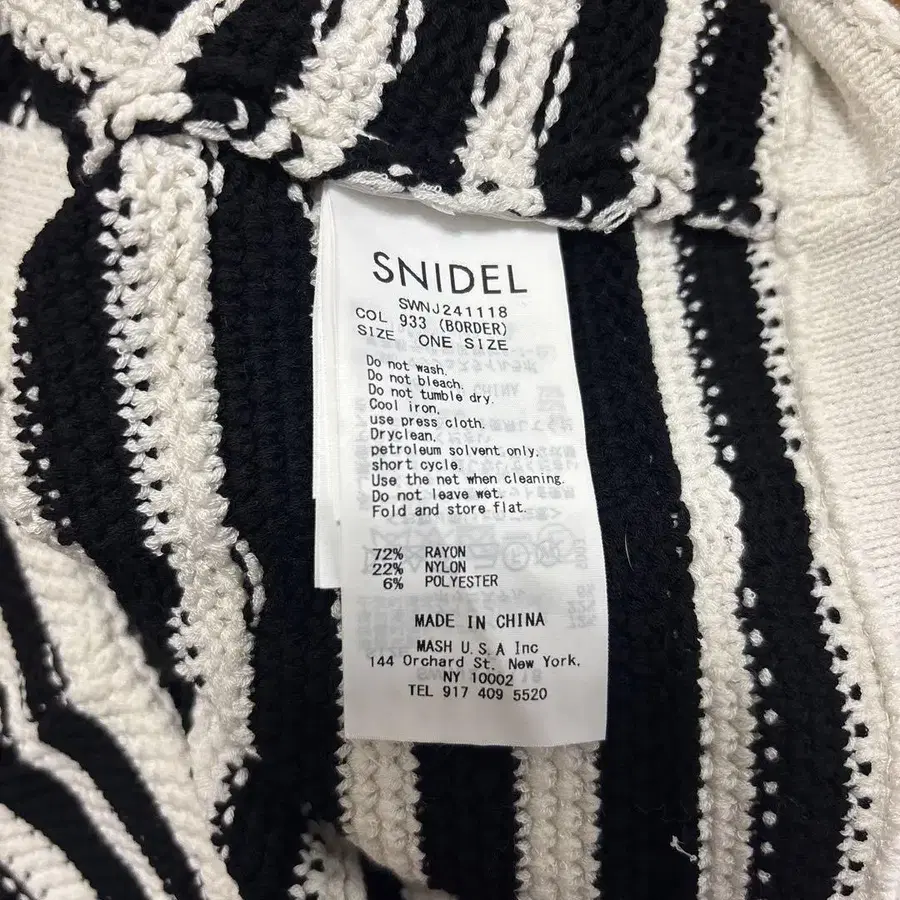 SNIDEL
SWNJ241118
COL 933 (BORDER)
SIZE ONE SIZE
Do not wash.
Do not bleach.
Do not tumble dry.
Cool iron,
use press cloth.
Dryclean,
petroleum solvent only,
short cycle.
Use the net when cleaning.
Do not leave wet.
Fold and store flat.
72% RAYON
22% NYLON
6% POLYESTER
MADE IN CHINA
MASH U.S.A Inc
144 Orchard St. New York,
NY 10002
TEL 917 409 5520